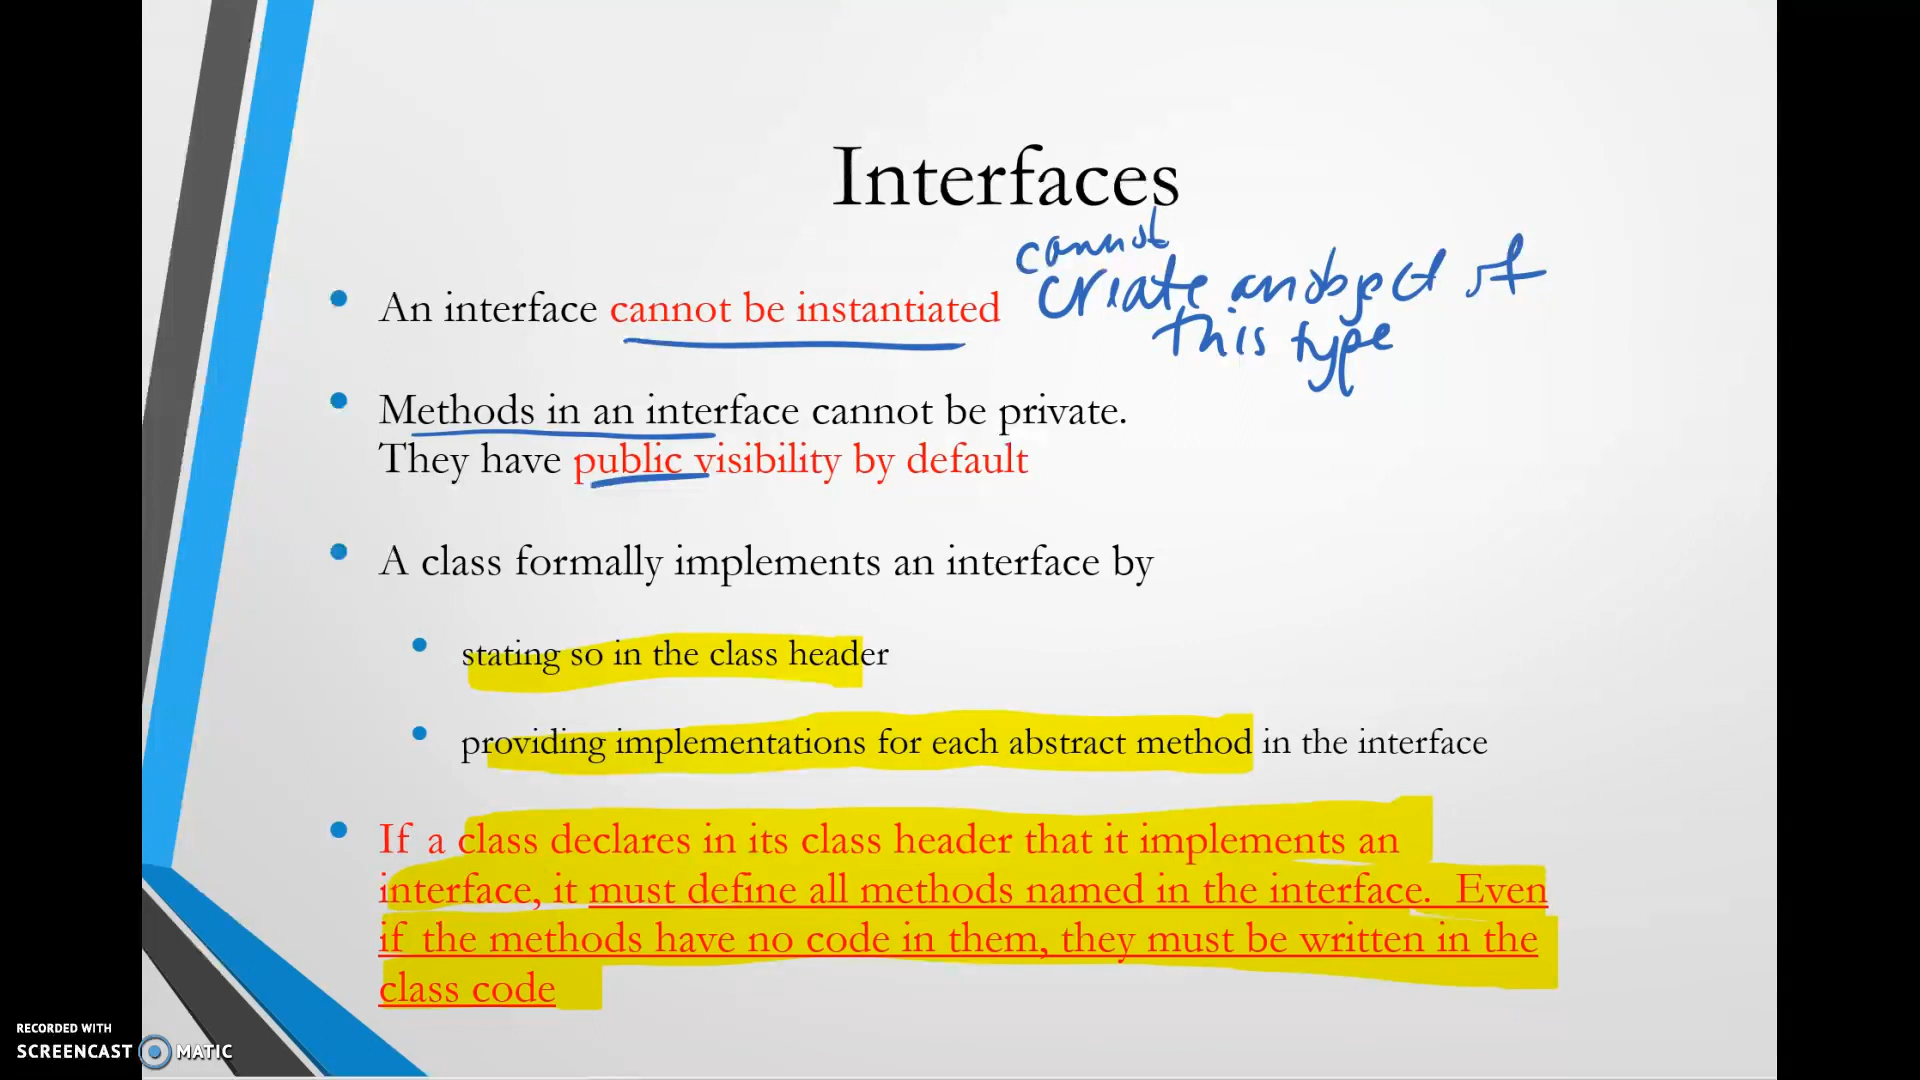 Interfaces
cannot
An interface cannot be instantiated create an object of
this type
Methods in an interface cannot be private.
They have public visibility by default
A class formally implements an interface by
stating so in the class header
providing implementations for each abstract method in the interface
If a class declares in its class header that it implements an
interface, it must define all methods named in the interface. Even
if the methods have no code in them, they must be written in the
class code
RECORDED WITH
SCREENCAST MATIC